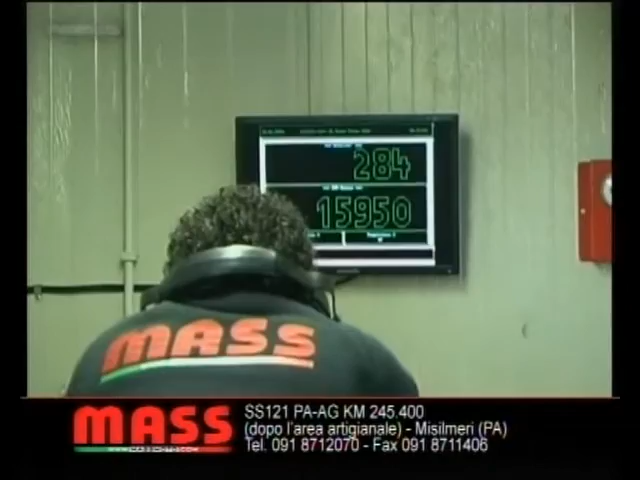 284
15950
MASS
MASS
SS121 PA-AG KM 245.400
(dopo l'area artigianale) - Misilmeri (PA)
Tel. 091 8712070 - Fax 091 8711406